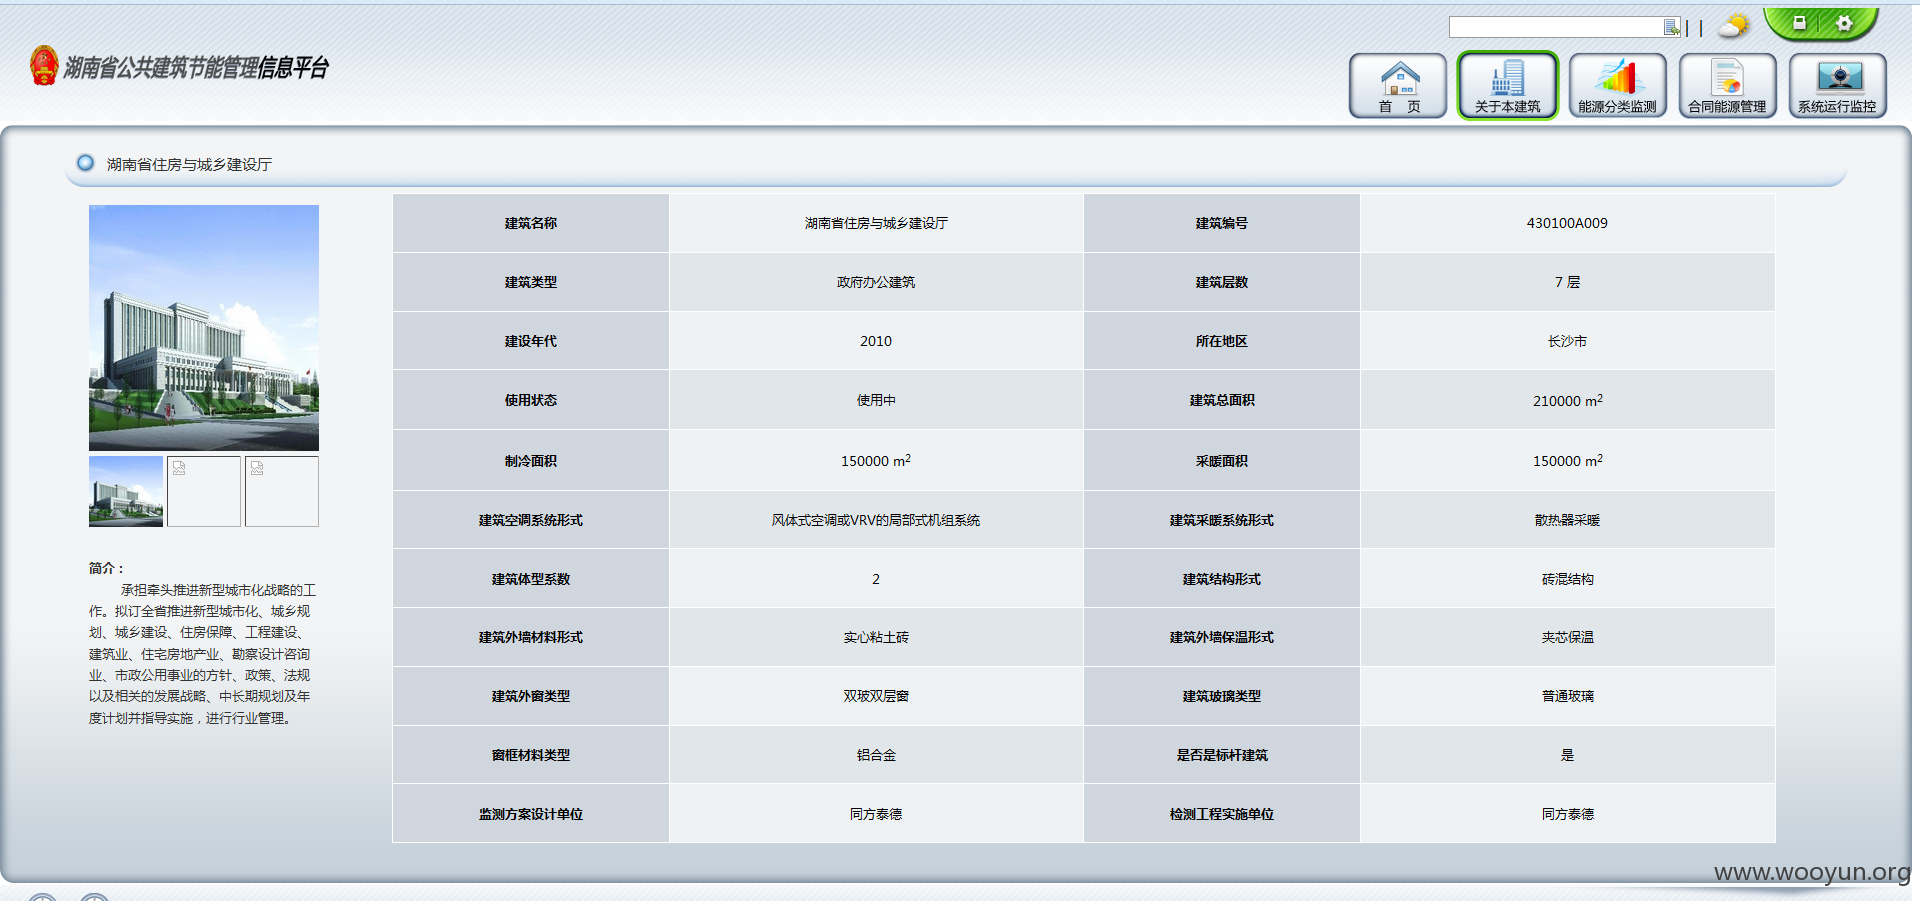 湖南省公共建筑节能管理信息平台
首 页
关于本建筑
能源分类监测
合同能源管理
系统运行监控
湖南省住房与城乡建设厅
建筑名称 湖南省住房与城乡建设厅 建筑编号 430100A009
建筑类型 政府办公建筑 建筑层数 7 层
建设年代 2010 所在地区 长沙市
使用状态 使用中 建筑总面积 210000 m²
制冷面积 150000 m² 采暖面积 150000 m²
建筑空调系统形式 风体式空调或VRV的局部式机组系统 建筑采暖系统形式 散热器采暖
建筑体型系数 2 建筑结构形式 砖混结构
建筑外墙材料形式 实心粘土砖 建筑外墙保温形式 夹芯保温
建筑外窗类型 双玻双层窗 建筑玻璃类型 普通玻璃
窗框材料类型 铝合金 是否是标杆建筑 是
监测方案设计单位 同方泰德 检测工程实施单位 同方泰德
简介：
承担牵头推进新型城市化战略的工
作。拟订全省推进新型城市化、城乡规
划、城乡建设、住房保障、工程建设、
建筑业、住宅房地产业、勘察设计咨询
业、市政公用事业的方针、政策、法规
以及相关的发展战略、中长期规划及年
度计划并指导实施，进行行业管理。
www.wooyun.org